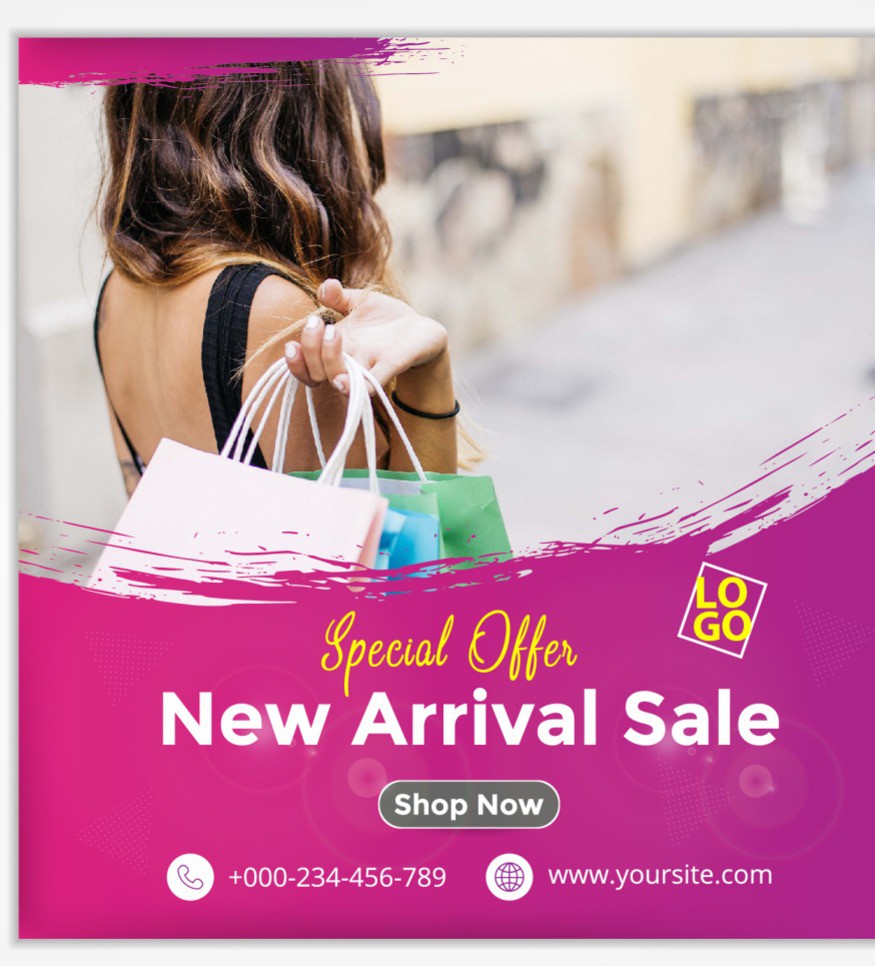 LO
GO
Special Offer
New Arrival Sale
Shop Now
+000-234-456-789
www.yoursite.com